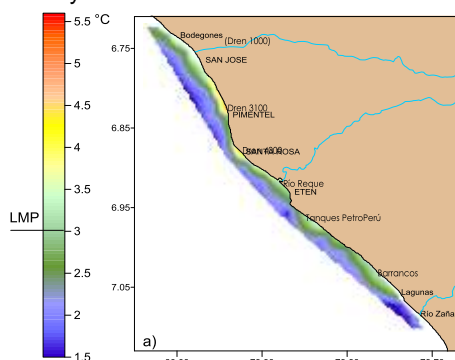 5.5 °C
5
4.5
4
3.5
LMP
3
2.5
2
1.5
6.75
6.85
6.95
7.05
Bodegones
(Dren 1000)
SAN JOSE
Dren 3100
PIMENTEL
SANTA ROSA
Río Reque
ETEN
Tanques PetroPerú
Barrancos
Lagunas
Río Zaña
a)